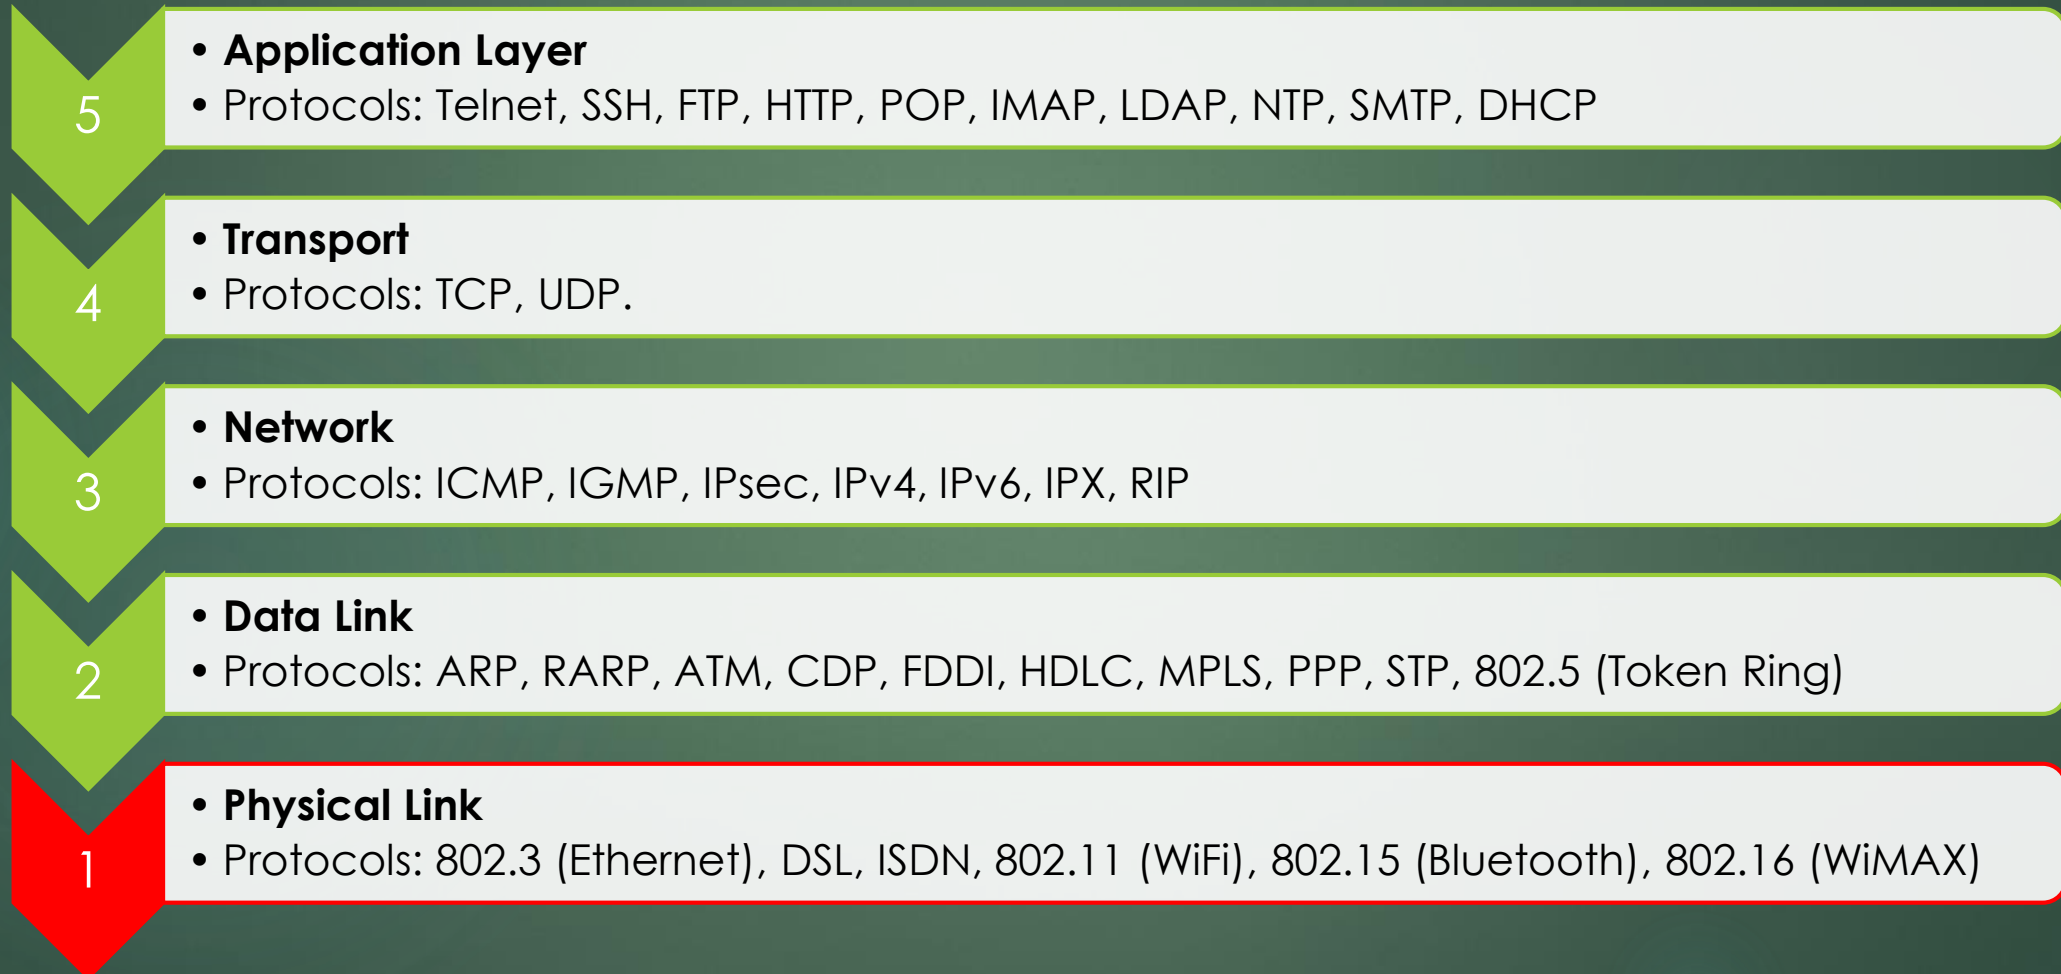 5
• Application Layer
• Protocols: Telnet, SSH, FTP, HTTP, POP, IMAP, LDAP, NTP, SMTP, DHCP
4
• Transport
• Protocols: TCP, UDP.
3
• Network
• Protocols: ICMP, IGMP, IPsec, IPv4, IPv6, IPX, RIP
2
• Data Link
• Protocols: ARP, RARP, ATM, CDP, FDDI, HDLC, MPLS, PPP, STP, 802.5 (Token Ring)
1
• Physical Link
• Protocols: 802.3 (Ethernet), DSL, ISDN, 802.11 (WiFi), 802.15 (Bluetooth), 802.16 (WiMAX)